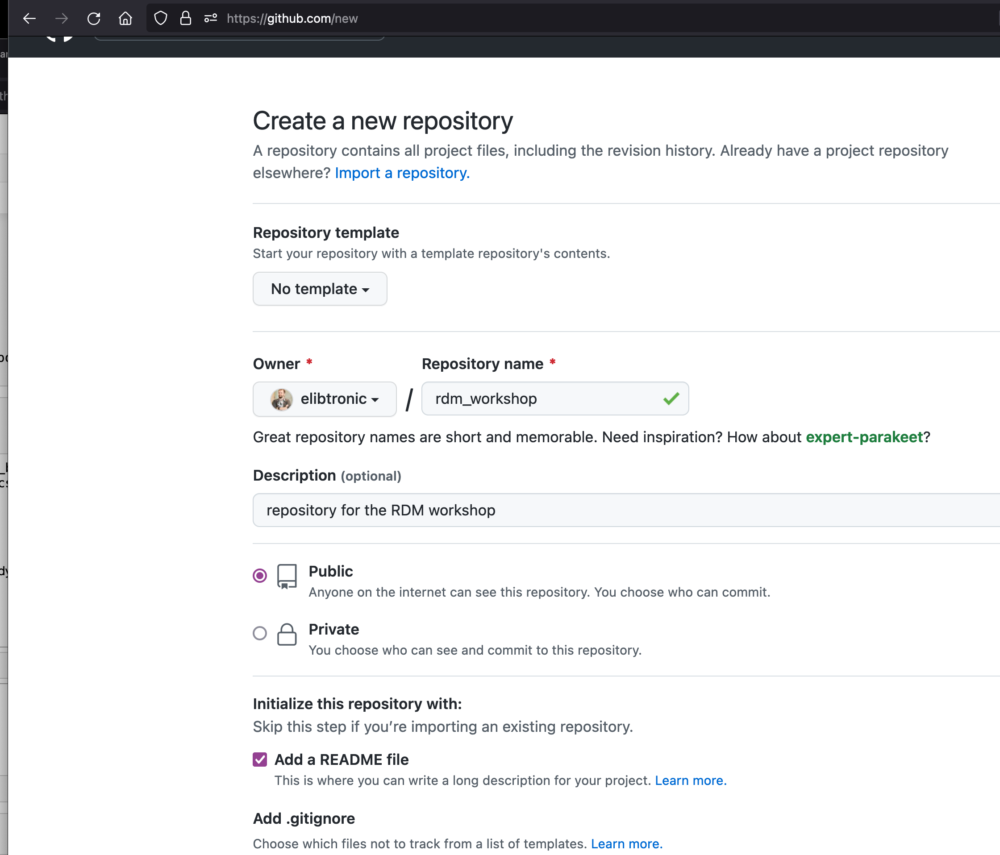 https://github.com/new
Create a new repository
A repository contains all project files, including the revision history. Already have a project repository
elsewhere? Import a repository.
Repository template
Start your repository with a template repository's contents.
No template
Owner *
Repository name *
elibtronic
/
rdm_workshop
Great repository names are short and memorable. Need inspiration? How about expert-parakeet?
Description (optional)
repository for the RDM workshop
Public
Anyone on the internet can see this repository. You choose who can commit.
Private
You choose who can see and commit to this repository.
Initialize this repository with:
Skip this step if you’re importing an existing repository.
Add a README file
This is where you can write a long description for your project. Learn more.
Add .gitignore
Choose which files not to track from a list of templates. Learn more.